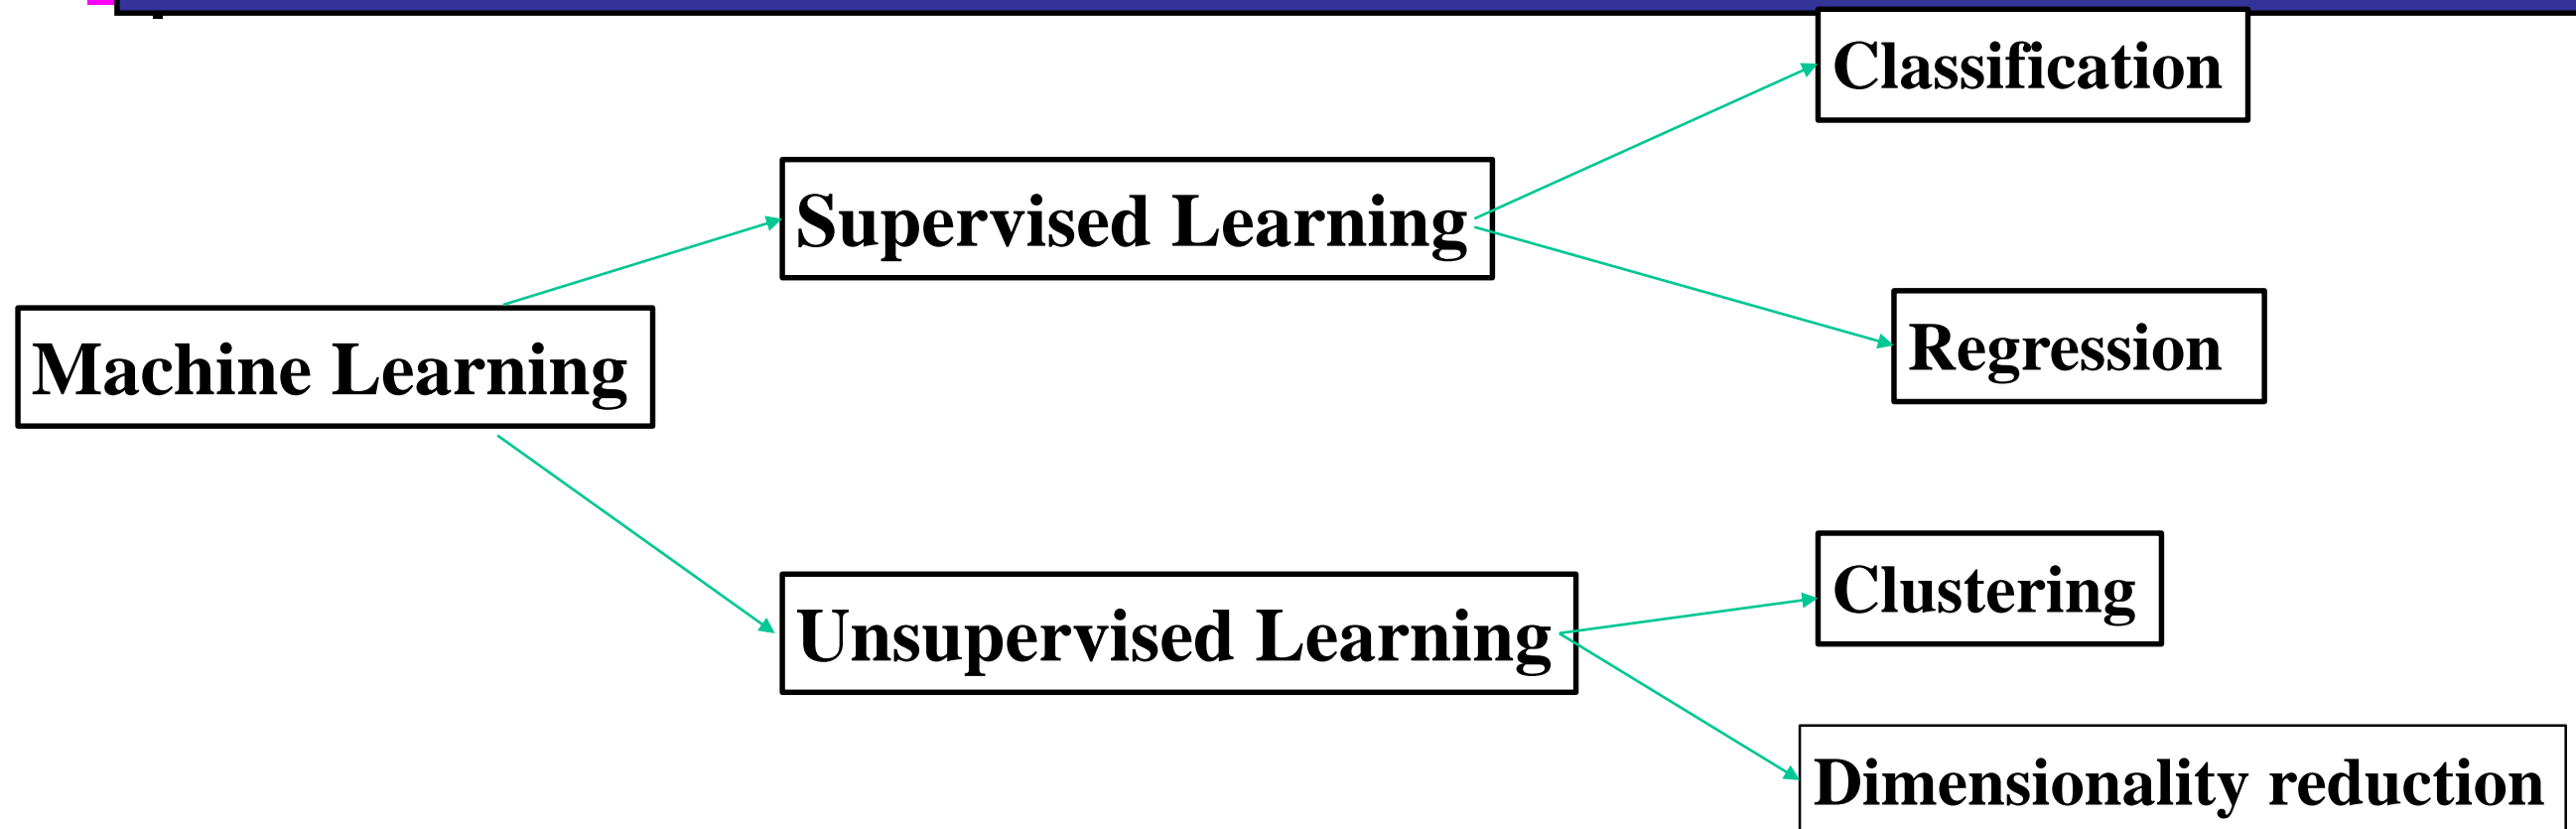 Classification
Supervised Learning
Regression
Machine Learning
Clustering
Unsupervised Learning
Dimensionality reduction